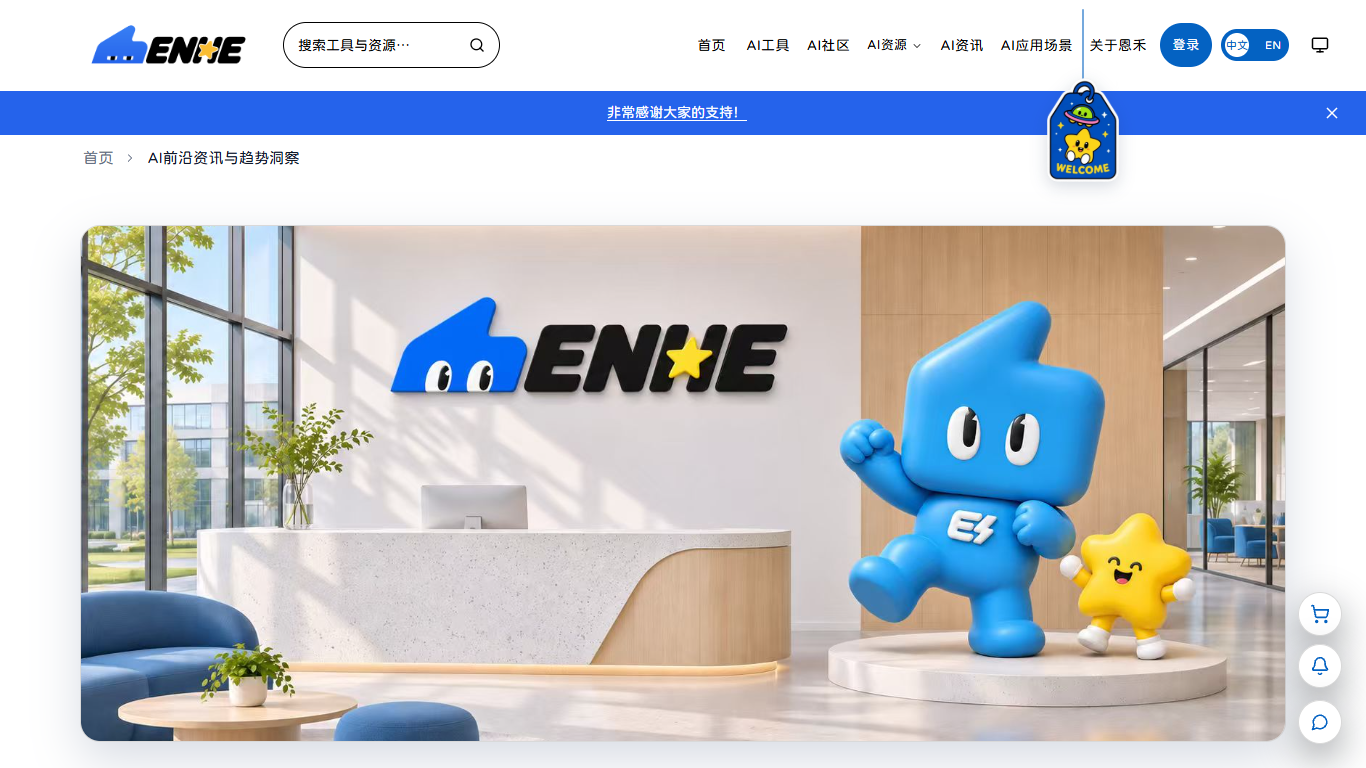 ENHE
搜索工具与资源…
首页
AI工具
AI社区
AI资源
AI资讯
AI应用场景
关于恩禾
登录
中文
EN
非常感谢大家的支持！
WELCOME
首页 > AI前沿资讯与趋势洞察
ENHE
E